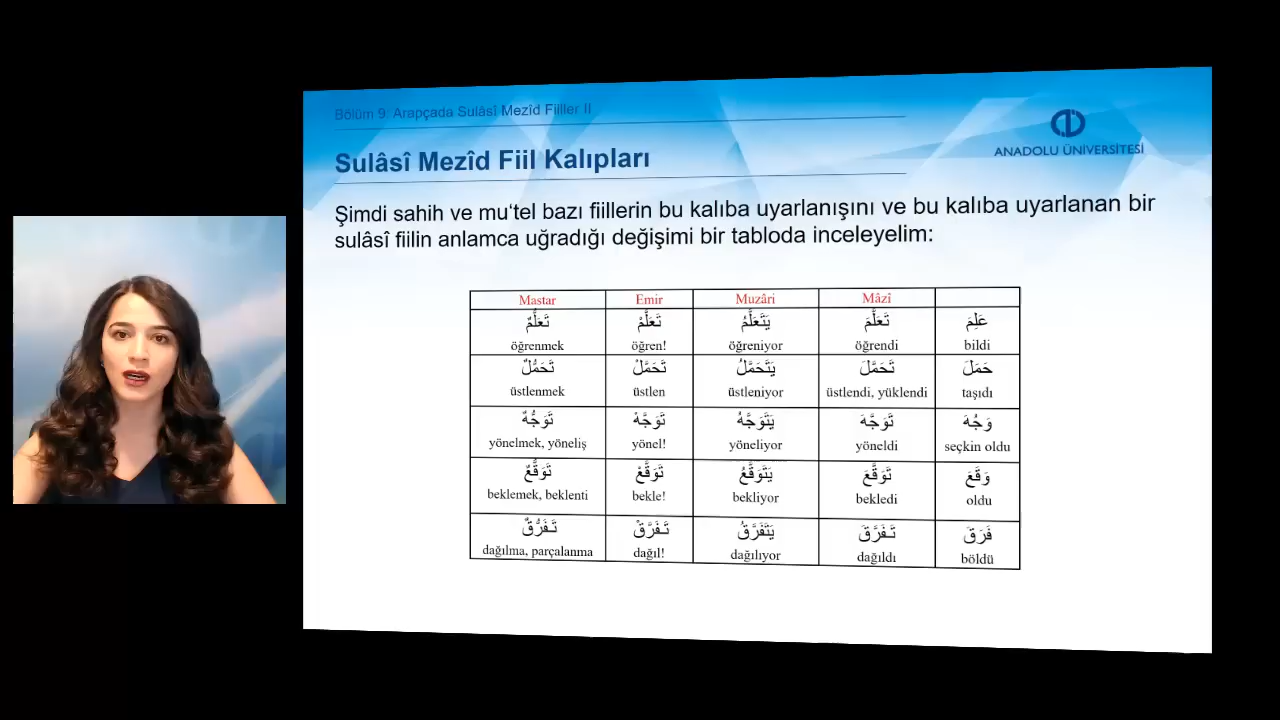 Bölüm 9: Arapçada Sulâsî Mezîd Fiiller II
ANADOLU ÜNİVERSİTESİ
Sulâsî Mezîd Fiil Kalıpları
Şimdi sahih ve mu‘tel bazı fiillerin bu kalıba uyarlanışını ve bu kalıba uyarlanan bir
sulâsî fiilin anlamca uğradığı değişimi bir tabloda inceleyelim:
Mastar Emir Muzâri Mâzî
تَعَلُّمٌ تَعَلَّمْ يَتَعَلَّمُ تَعَلَّمَ عَلِمَ
öğrenmek öğren! öğreniyor öğrendi bildi
تَحَمُّلٌ تَحَمَّلْ يَتَحَمَّلُ تَحَمَّلَ حَمَلَ
üstlenmek üstlen üstleniyor üstlendi, yüklendi taşıdı
تَوَجُّهٌ تَوَجَّهْ يَتَوَجَّهُ تَوَجَّهَ وَجُهَ
yönelmek, yöneliş yönel! yöneliyor yöneldi seçkin oldu
تَوَقُّعٌ تَوَقَّعْ يَتَوَقَّعُ تَوَقَّعَ وَقَعَ
beklemek, beklenti bekle! bekliyor bekledi oldu
تَفَرُّقٌ تَفَرَّقْ يَتَفَرَّقُ تَفَرَّقَ فَرَقَ
dağılma, parçalanma dağıl! dağılıyor dağıldı böldü